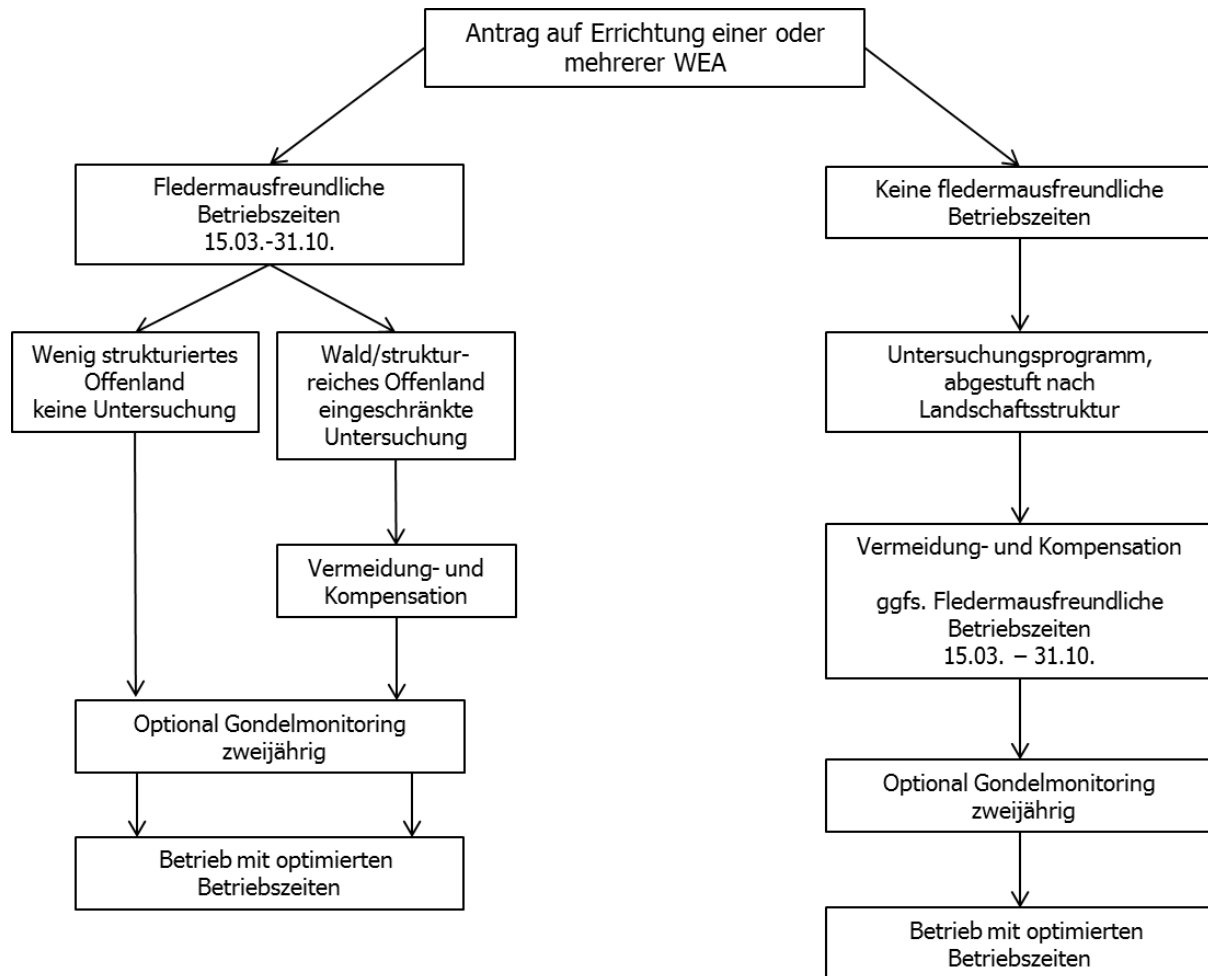 Antrag auf Errichtung einer oder
mehrerer WEA
Fledermausfreundliche
Betriebszeiten
15.03.-31.10.
Keine fledermausfreundliche
Betriebszeiten
Wenig strukturiertes
Offenland
keine Untersuchung
Wald/struktur-
reiches Offenland
eingeschränkte
Untersuchung
Untersuchungsprogramm,
abgestuft nach
Landschaftsstruktur
Vermeidung- und
Kompensation
Vermeidung- und Kompensation
ggfs. Fledermausfreundliche
Betriebszeiten
15.03. – 31.10.
Optional Gondelmonitoring
zweijährig
Optional Gondelmonitoring
zweijährig
Betrieb mit optimierten
Betriebszeiten
Betrieb mit optimierten
Betriebszeiten